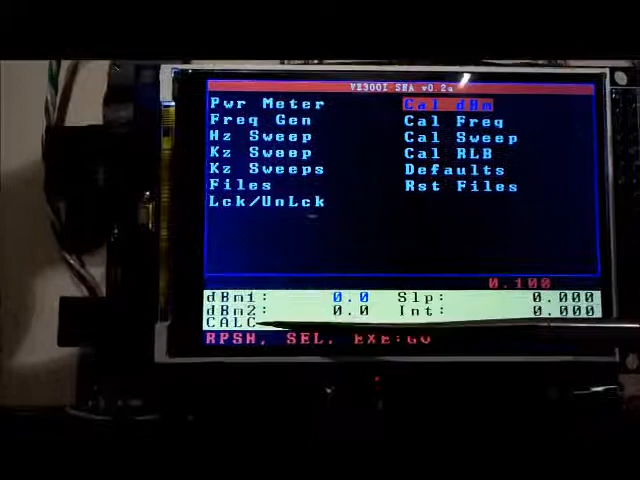 VE3OOI SNA v0.2a
Pwr Meter Cal dBm
Freq Gen Cal Freq
Hz Sweep Cal Sweep
Kz Sweep Cal RLB
Kz Sweeps Defaults
Files Rst Files
Lck/UnLck
0.100
dBm1: 0.0 Slp: 0.000
dBm2: 0.0 Int: 0.000
CALC
RPSH, SEL, EXE:GO